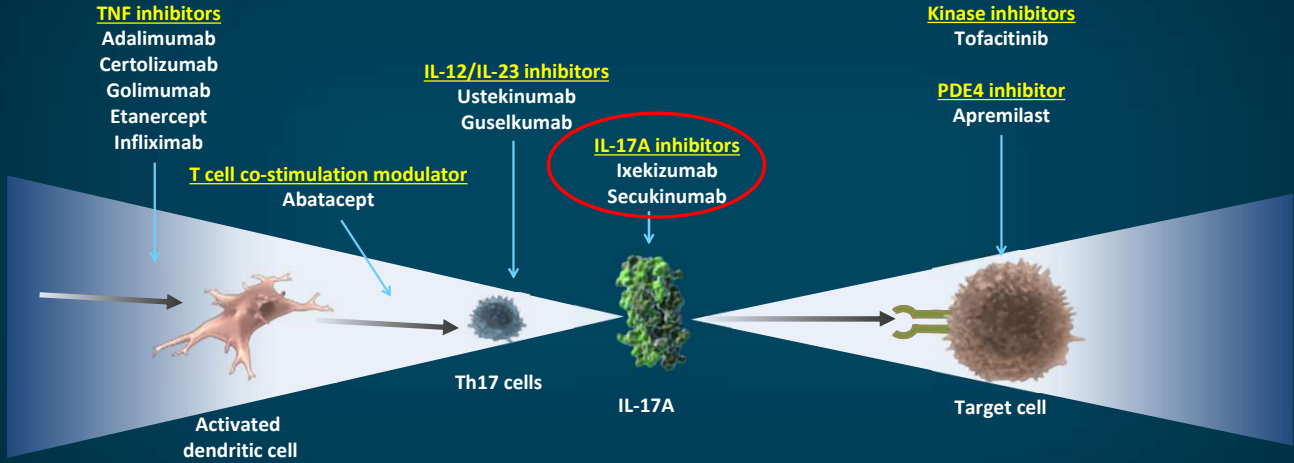 TNF inhibitors
Adalimumab
Certolizumab
Golimumab
Etanercept
Infliximab
T cell co-stimulation modulator
Abatacept
IL-12/IL-23 inhibitors
Ustekinumab
Guselkumab
IL-17A inhibitors
Ixekizumab
Secukinumab
Kinase inhibitors
Tofacitinib
PDE4 inhibitor
Apremilast
Activated
dendritic cell
Th17 cells
IL-17A
Target cell